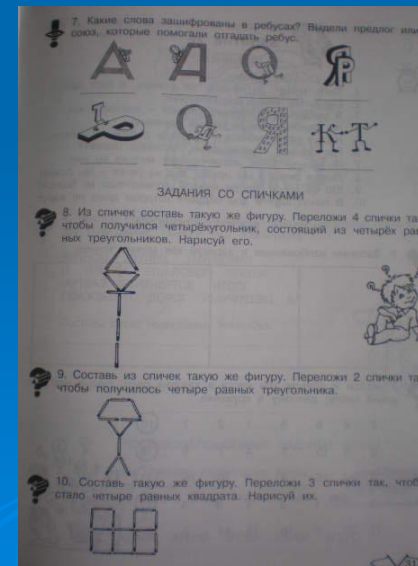 7. Какие слова зашифрованы в ребусах? Выдели предлог или
союз, которые помогали отгадать ребус.
ЗАДАНИЯ СО СПИЧКАМИ
8. Из спичек составь такую же фигуру. Переложи 4 спички та
чтобы получился четырёхугольник, состоящий из четырёх рав
ных треугольников. Нарисуй его.
9. Составь из спичек такую же фигуру. Переложи 2 спички та
чтобы получилось четыре равных треугольника.
10. Составь такую же фигуру. Переложи 3 спички так, чтоб
стало четыре равных квадрата. Нарисуй их.